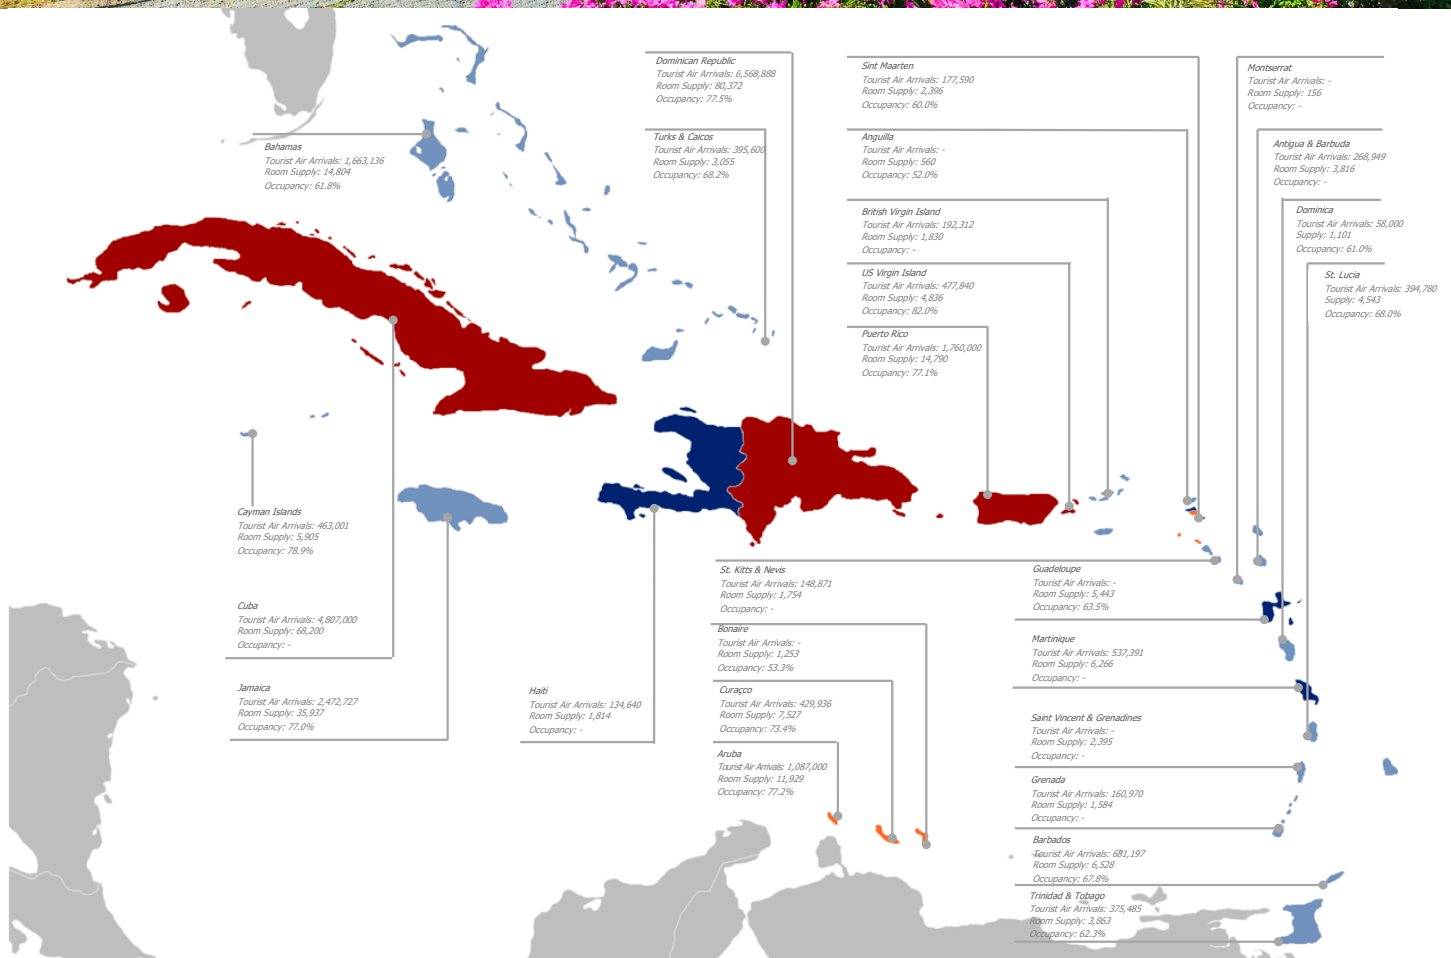 Dominican Republic
Tourist Air Arrivals: 6,568,888
Room Supply: 80,372
Occupancy: 77.5%
Sint Maarten
Tourist Air Arrivals: 177,590
Room Supply: 2,396
Occupancy: 60.0%
Montserrat
Tourist Air Arrivals: -
Room Supply: 156
Occupancy: -
Bahamas
Tourist Air Arrivals: 1,663,136
Room Supply: 14,804
Occupancy: 61.8%
Turks & Caicos
Tourist Air Arrivals: 395,600
Room Supply: 3,055
Occupancy: 68.2%
Anguilla
Tourist Air Arrivals: -
Room Supply: 560
Occupancy: 52.0%
Antigua & Barbuda
Tourist Air Arrivals: 268,949
Room Supply: 3,816
Occupancy: -
British Virgin Island
Tourist Air Arrivals: 192,312
Room Supply: 1,830
Occupancy: -
Dominica
Tourist Air Arrivals: 58,000
Supply: 1,101
Occupancy: 61.0%
US Virgin Island
Tourist Air Arrivals: 477,840
Room Supply: 4,836
Occupancy: 82.0%
St. Lucia
Tourist Air Arrivals: 394,780
Supply: 4,543
Occupancy: 68.0%
Puerto Rico
Tourist Air Arrivals: 1,760,000
Room Supply: 14,790
Occupancy: 77.1%
Cayman Islands
Tourist Air Arrivals: 463,001
Room Supply: 5,905
Occupancy: 78.9%
Cuba
Tourist Air Arrivals: 4,807,000
Room Supply: 68,200
Occupancy: -
Jamaica
Tourist Air Arrivals: 2,472,727
Room Supply: 35,937
Occupancy: 77.0%
Haiti
Tourist Air Arrivals: 134,640
Room Supply: 1,814
Occupancy: -
St. Kitts & Nevis
Tourist Air Arrivals: 148,871
Room Supply: 1,754
Occupancy: -
Bonaire
Tourist Air Arrivals: -
Room Supply: 1,253
Occupancy: 53.3%
Curaçco
Tourist Air Arrivals: 429,936
Room Supply: 7,527
Occupancy: 73.4%
Aruba
Tourist Air Arrivals: 1,087,000
Room Supply: 11,929
Occupancy: 77.2%
Guadeloupe
Tourist Air Arrivals: -
Room Supply: 5,443
Occupancy: 63.5%
Martinique
Tourist Air Arrivals: 537,391
Room Supply: 6,266
Occupancy: -
Saint Vincent & Grenadines
Tourist Air Arrivals: -
Room Supply: 2,395
Occupancy: -
Grenada
Tourist Air Arrivals: 160,970
Room Supply: 1,584
Occupancy: -
Barbados
Tourist Air Arrivals: 681,197
Room Supply: 6,528
Occupancy: 67.8%
Trinidad & Tobago
Tourist Air Arrivals: 375,485
Room Supply: 3,863
Occupancy: 62.3%